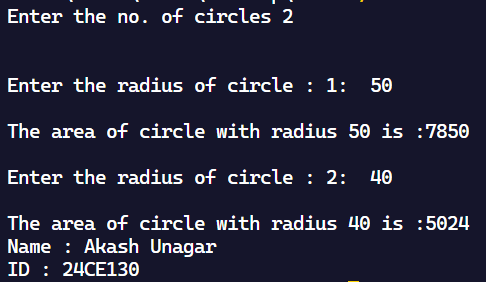 Enter the no. of circles 2
Enter the radius of circle : 1:  50
The area of circle with radius 50 is :7850
Enter the radius of circle : 2:  40
The area of circle with radius 40 is :5024
Name : Akash Unagar
ID : 24CE130